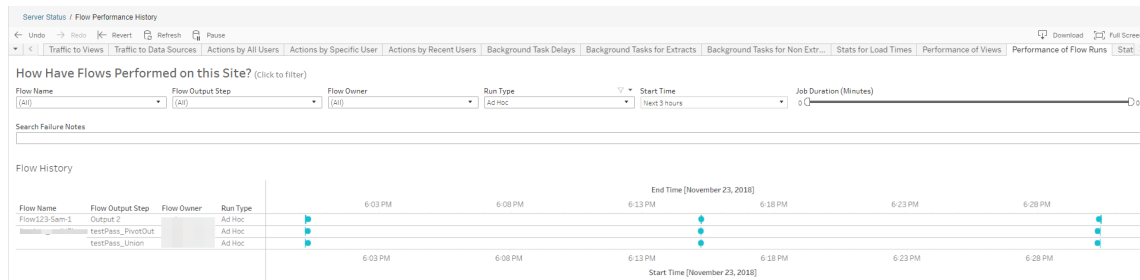 Server Status / Flow Performance History
Undo Redo Revert Refresh Pause Download Full Scree
Traffic to Views Traffic to Data Sources Actions by All Users Actions by Specific User Actions by Recent Users Background Task Delays Background Tasks for Extracts Background Tasks for Non Extr... Stats for Load Times Performance of Views Performance of Flow Runs Stat
How Have Flows Performed on this Site? (Click to filter)
Flow Name Flow Output Step Flow Owner Run Type Start Time Job Duration (Minutes)
(All) (All) (All) Ad Hoc Next 3 hours 0 0
Search Failure Notes
Flow History
End Time [November 23, 2018]
6:03 PM 6:08 PM 6:13 PM 6:18 PM 6:23 PM 6:28 PM
Flow Name Flow Output Step Flow Owner Run Type
Flow123-Sam-1 Output 2 Ad Hoc
testPass_PivotOut Ad Hoc
testPass_Union Ad Hoc
6:03 PM 6:08 PM 6:13 PM 6:18 PM 6:23 PM 6:28 PM
Start Time [November 23, 2018]